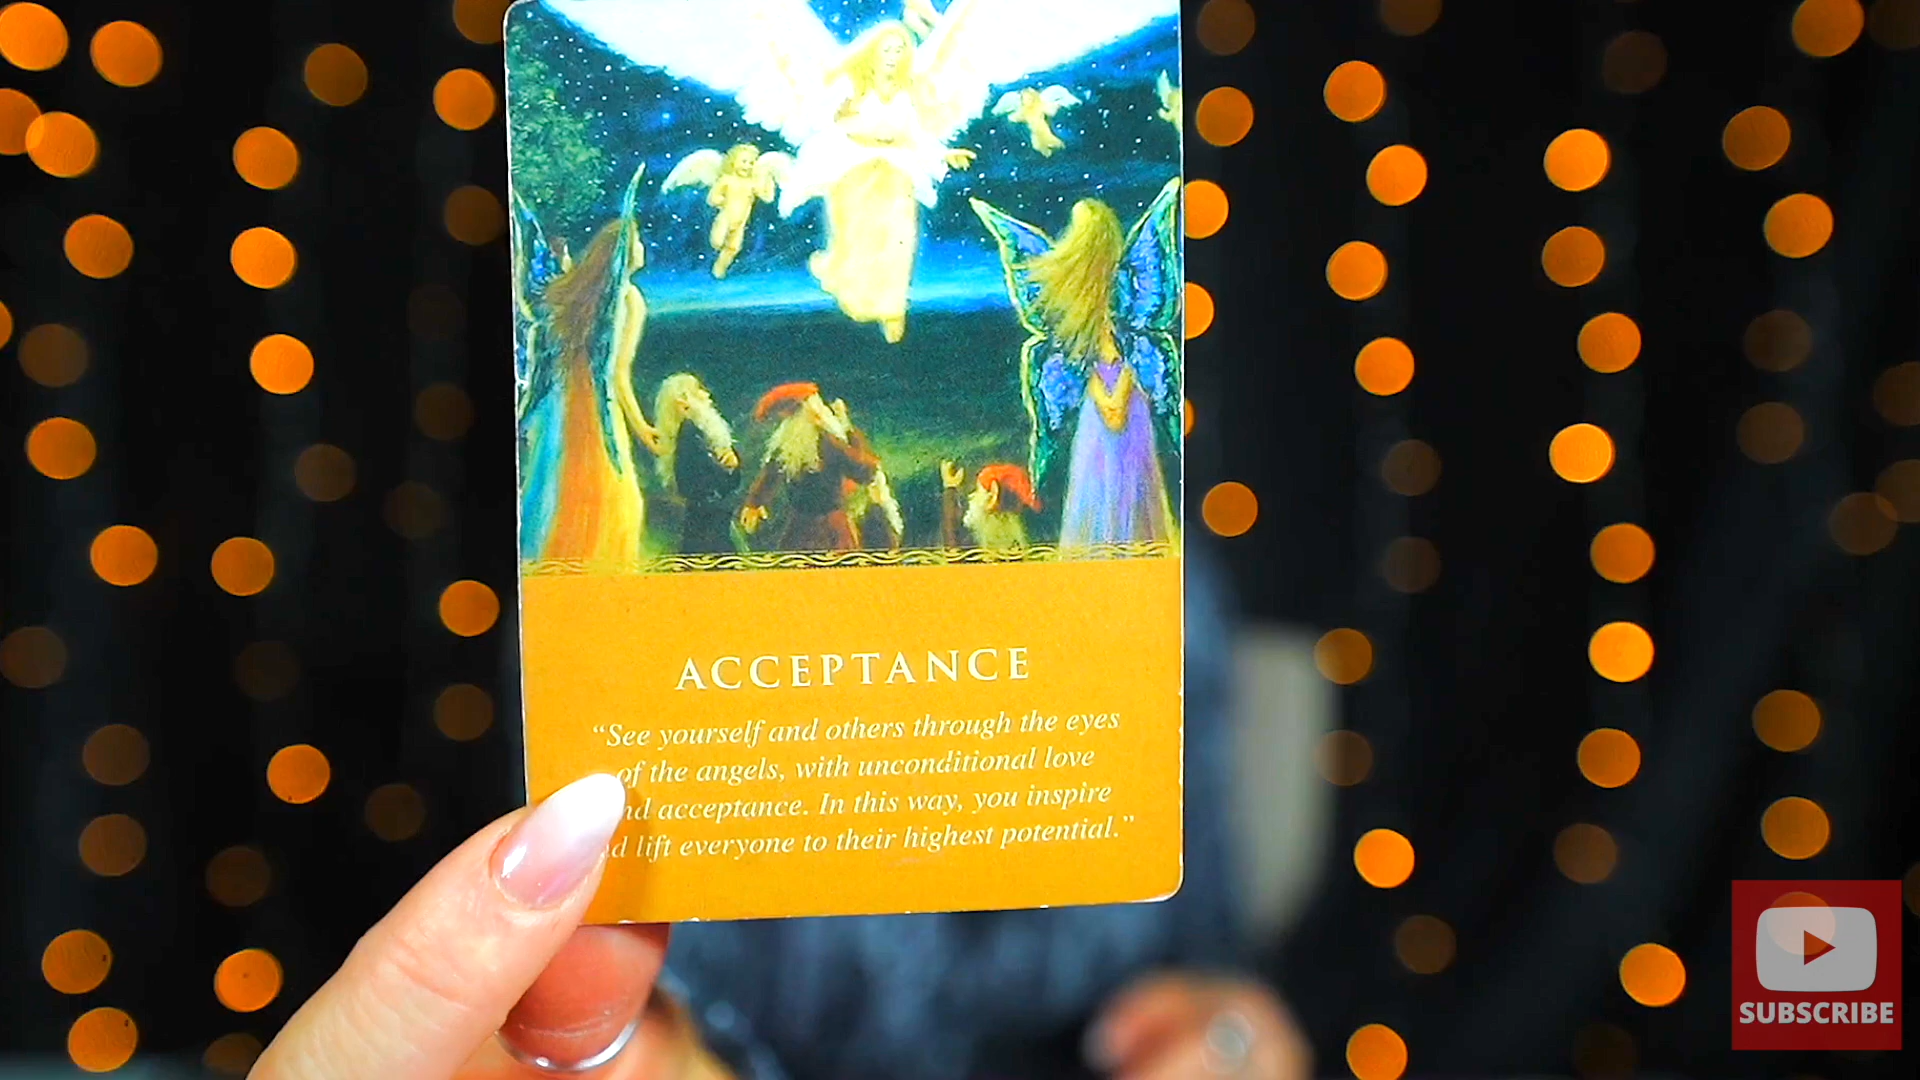 ACCEPTANCE
“See yourself and others through the eyes
of the angels, with unconditional love
nd acceptance. In this way, you inspire
d lift everyone to their highest potential.”
SUBSCRIBE